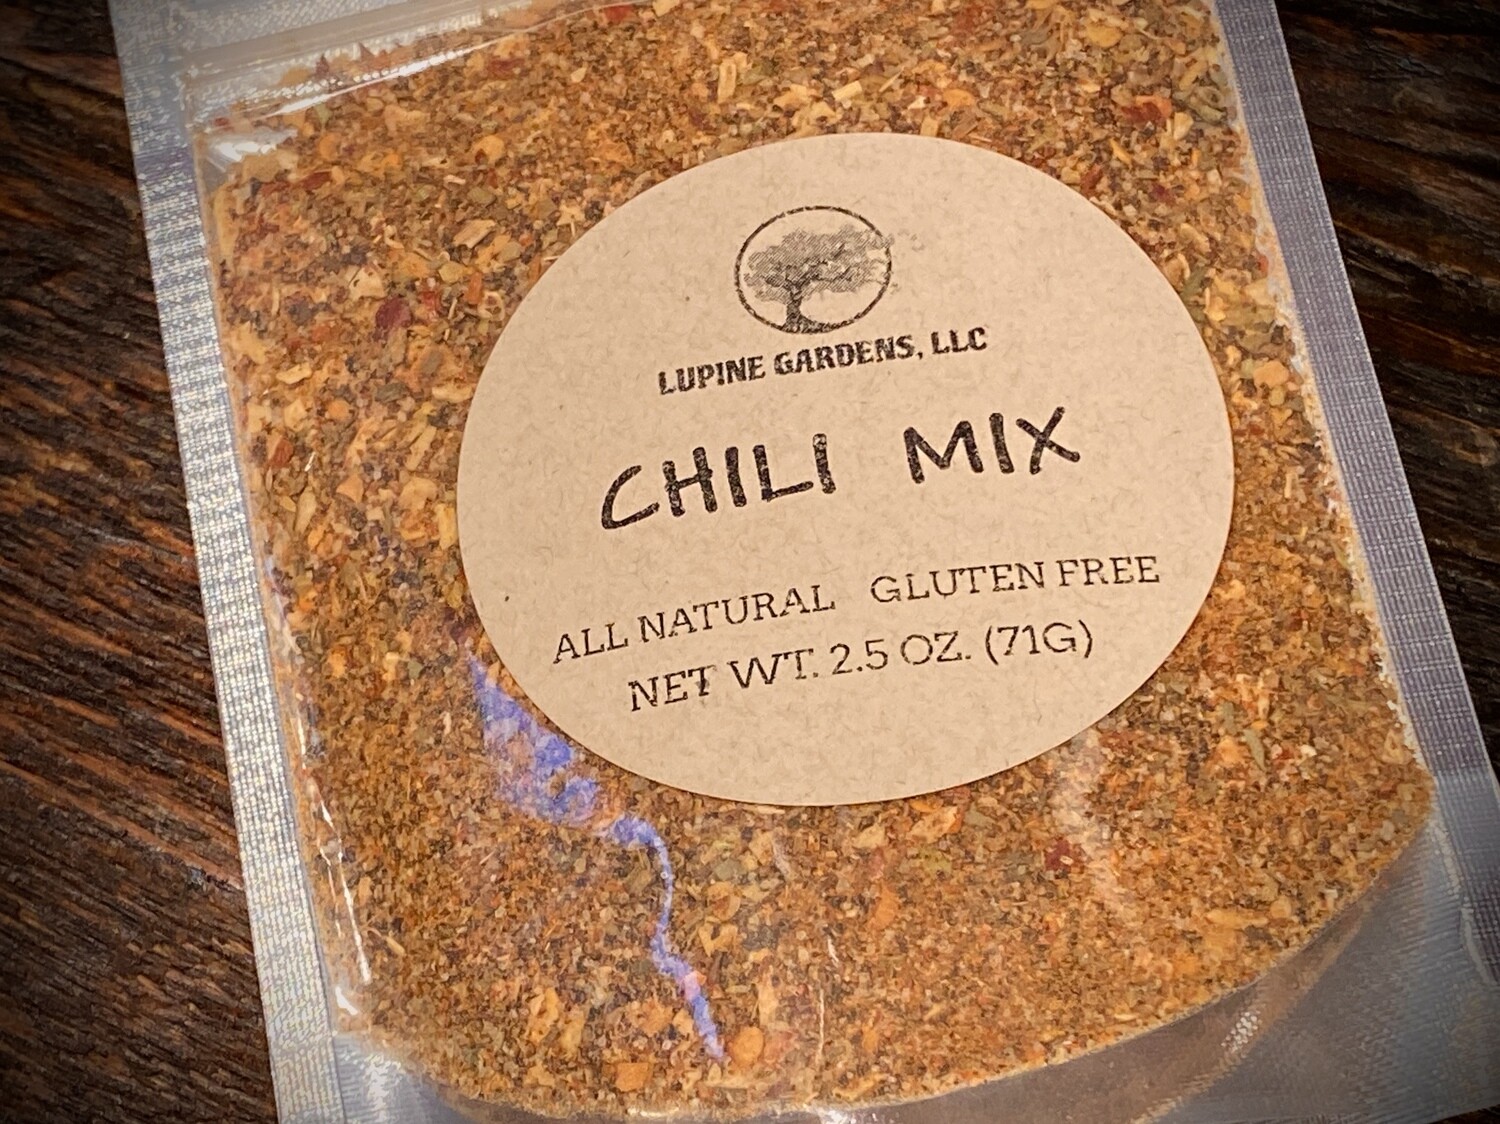 LUPINE GARDENS, LLC
CHILI MIX
ALL NATURAL GLUTEN FREE
NET WT. 2.5 OZ. (71G)